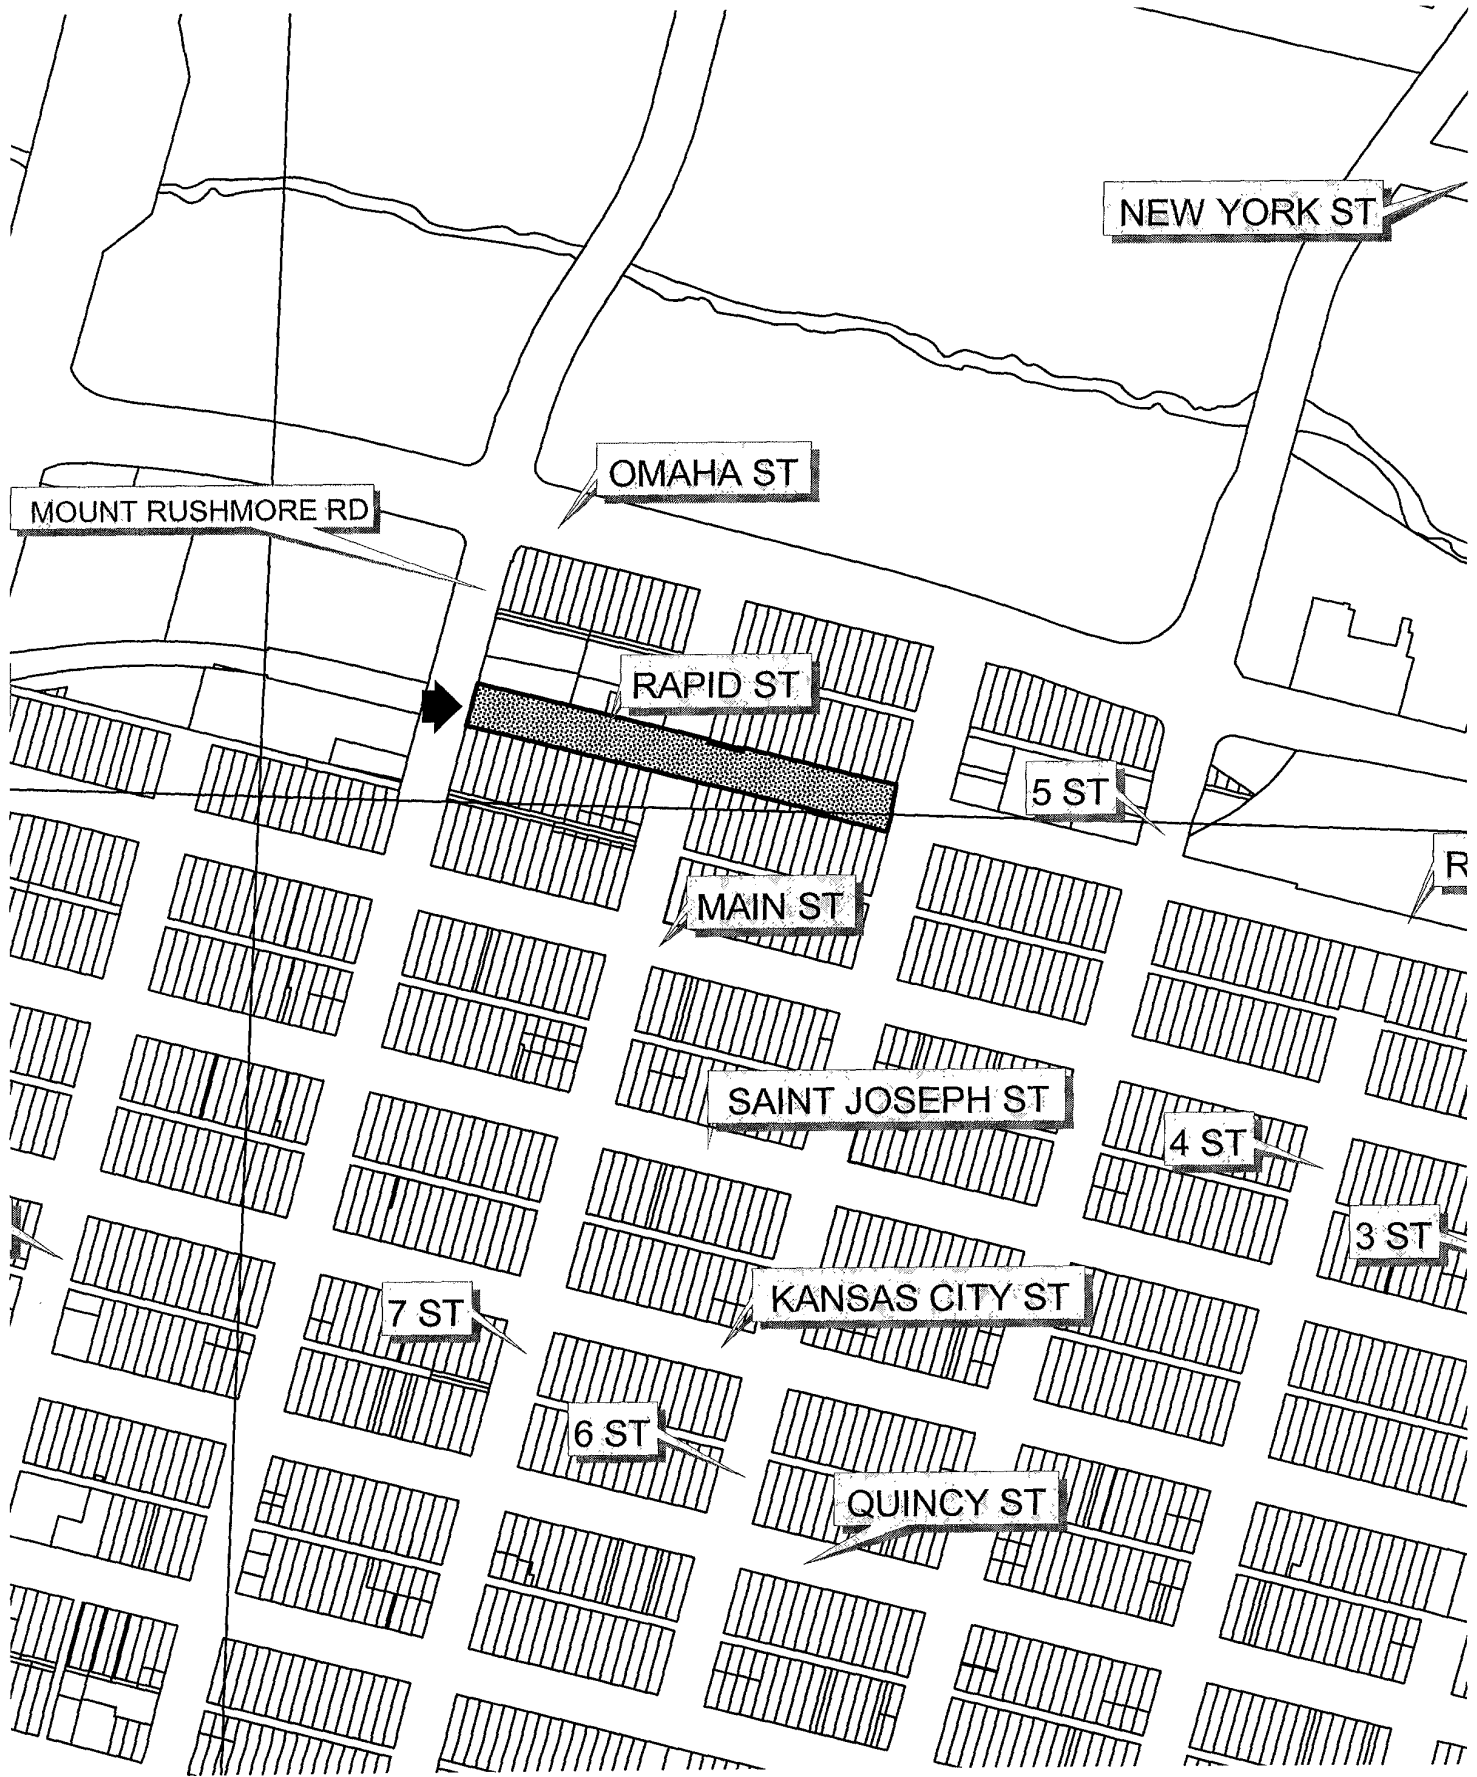 NEW YORK ST
OMAHA ST
MOUNT RUSHMORE RD
RAPID ST
5 ST
R
MAIN ST
SAINT JOSEPH ST
4 ST
3 ST
KANSAS CITY ST
7 ST
6 ST
QUINCY ST